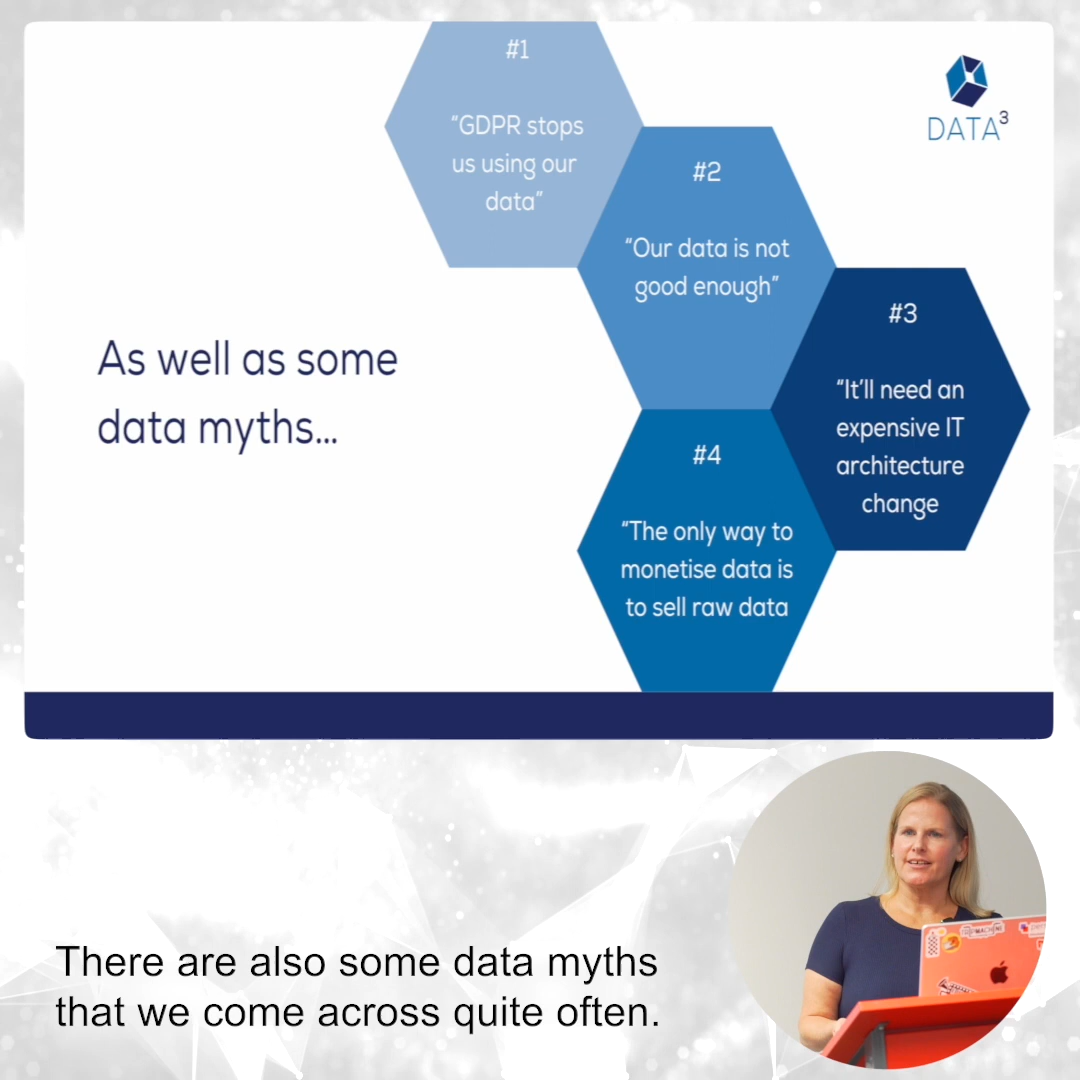 #1
“GDPR stops
us using our
data”
DATA³
#2
“Our data is not
good enough”
#3
“It’ll need an
expensive IT
architecture
change
As well as some
data myths...
#4
“The only way to
monetise data is
to sell raw data
There are also some data myths
that we come across quite often.